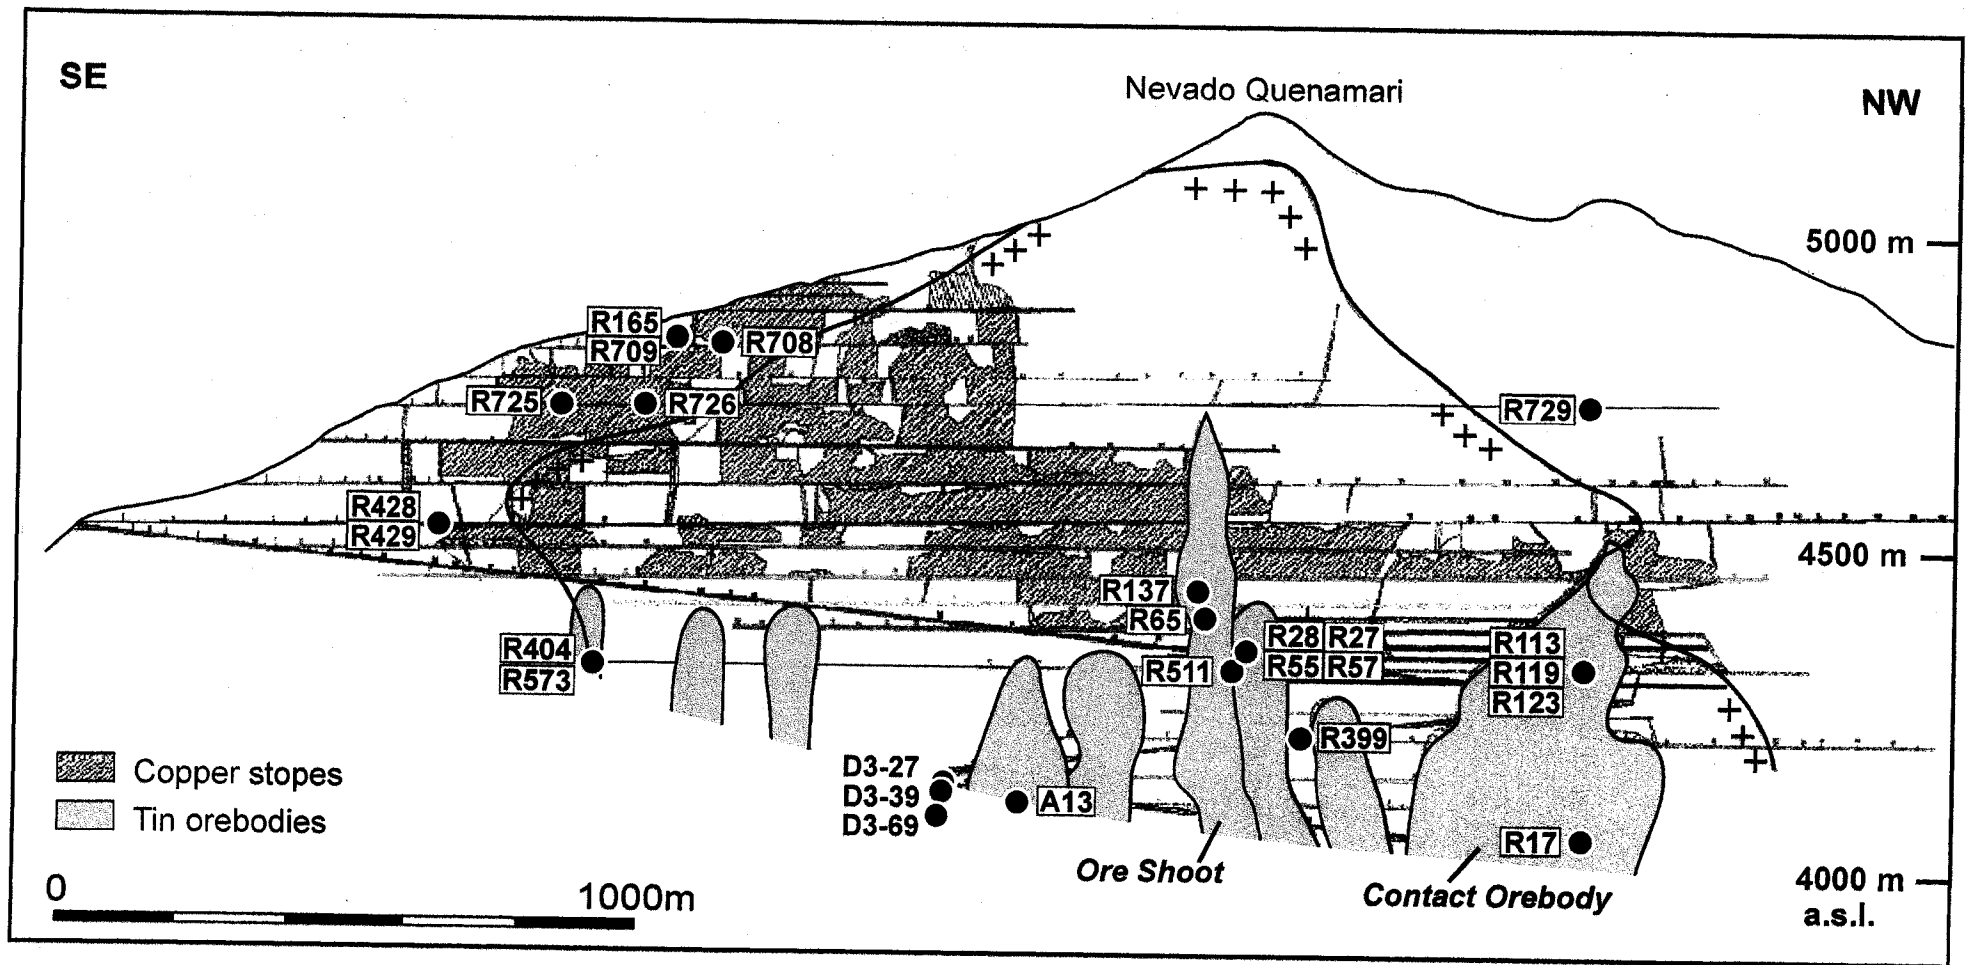 SE
Nevado Quenamari
NW
5000 m
R165
R709
R708
R725
R726
R729
R428
R429
4500 m
R137
R65
R28 R27
R55 R57
R511
R113
R119
R123
R404
R573
R399
Copper stopes
Tin orebodies
D3-27
D3-39
D3-69
A13
R17
Ore Shoot
Contact Orebody
4000 m
a.s.l.
0
1000m